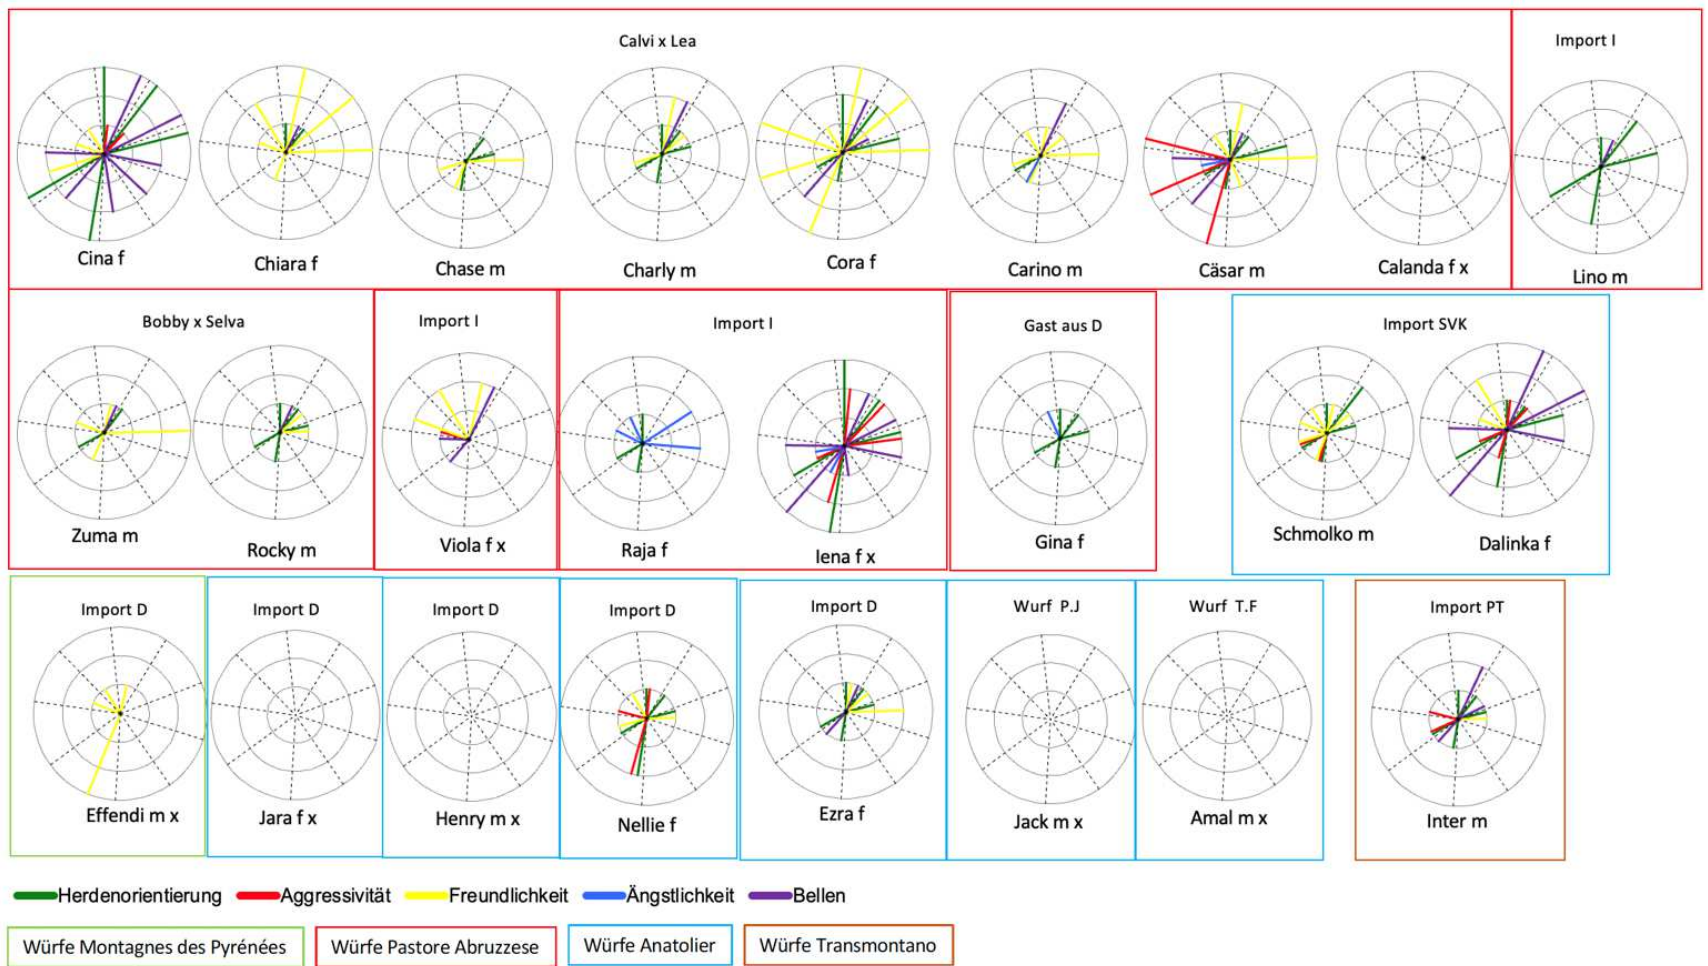 Calvi x Lea
Import I
Cina f
Chiara f
Chase m
Charly m
Cora f
Carino m
Cäsar m
Calanda f x
Lino m
Bobby x Selva
Import I
Import I
Gast aus D
Import SVK
Zuma m
Rocky m
Viola f x
Raja f
Iena f x
Gina f
Schmolko m
Dalinka f
Import D
Import D
Import D
Import D
Import D
Wurf P.J
Wurf T.F
Import PT
Effendi m x
Jara f x
Henry m x
Nellie f
Ezra f
Jack m x
Amal m x
Inter m
Herdenorientierung Aggressivität Freundlichkeit Ängstlichkeit Bellen
Würfe Montagnes des Pyrénées Würfe Pastore Abruzzese Würfe Anatolier Würfe Transmontano